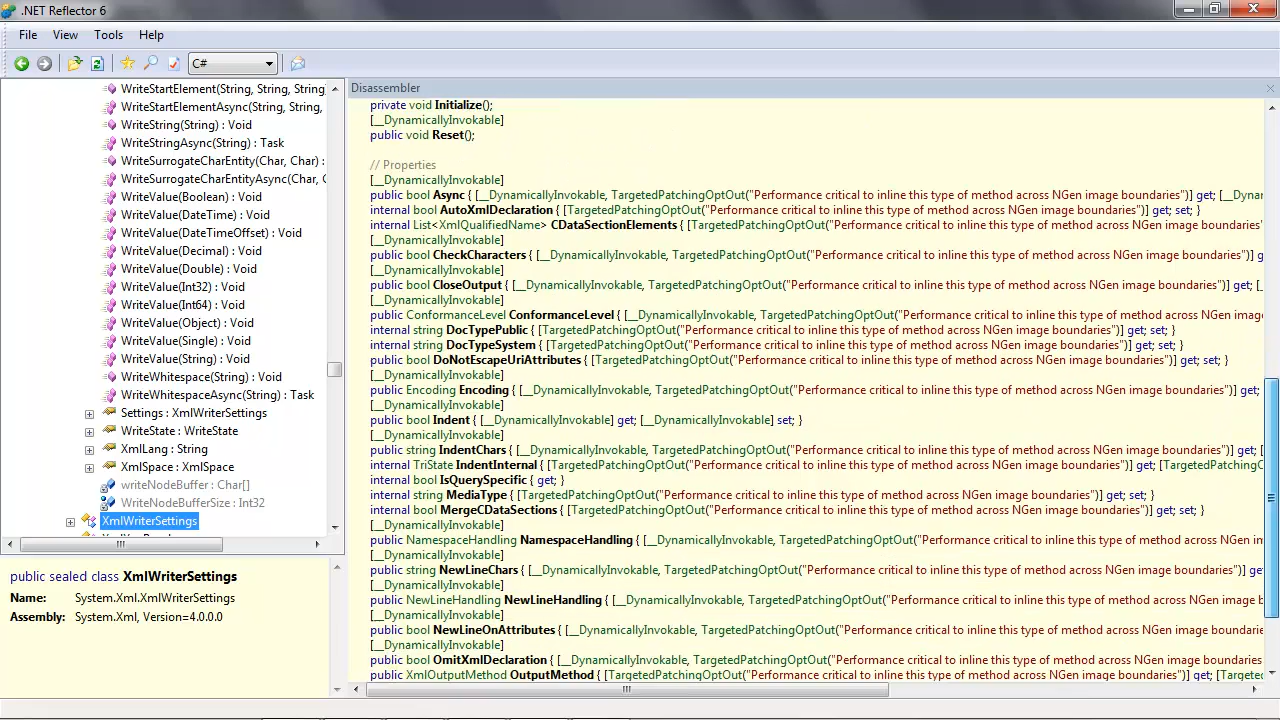 .NET Reflector 6
File View Tools Help
C#
WriteStartElement(String, String, String
WriteStartElementAsync(String, String,
WriteString(String) : Void
WriteStringAsync(String) : Task
WriteSurrogateCharEntity(Char, Char) :
WriteSurrogateCharEntityAsync(Char, C
WriteValue(Boolean) : Void
WriteValue(DateTime) : Void
WriteValue(DateTimeOffset) : Void
WriteValue(Decimal) : Void
WriteValue(Double) : Void
WriteValue(Int32) : Void
WriteValue(Int64) : Void
WriteValue(Object) : Void
WriteValue(Single) : Void
WriteValue(String) : Void
WriteWhitespace(String) : Void
WriteWhitespaceAsync(String) : Task
Settings : XmlWriterSettings
WriteState : WriteState
XmlLang : String
XmlSpace : XmlSpace
writeNodeBuffer : Char[]
WriteNodeBufferSize : Int32
XmlWriterSettings
public sealed class XmlWriterSettings
Name: System.Xml.XmlWriterSettings
Assembly: System.Xml, Version=4.0.0.0
Disassembler
private void Initialize();
[__DynamicallyInvokable]
public void Reset();
// Properties
[__DynamicallyInvokable]
public bool Async { [__DynamicallyInvokable, TargetedPatchingOptOut("Performance critical to inline this type of method across NGen image boundaries")] get; [__Dynam
internal bool AutoXmlDeclaration { [TargetedPatchingOptOut("Performance critical to inline this type of method across NGen image boundaries")] get; set; }
internal List<XmlQualifiedName> CDataSectionElements { [TargetedPatchingOptOut("Performance critical to inline this type of method across NGen image boundaries"
[__DynamicallyInvokable]
public bool CheckCharacters { [__DynamicallyInvokable, TargetedPatchingOptOut("Performance critical to inline this type of method across NGen image boundaries")] g
[__DynamicallyInvokable]
public bool CloseOutput { [__DynamicallyInvokable, TargetedPatchingOptOut("Performance critical to inline this type of method across NGen image boundaries")] get; [
[__DynamicallyInvokable]
public ConformanceLevel ConformanceLevel { [__DynamicallyInvokable, TargetedPatchingOptOut("Performance critical to inline this type of method across NGen image
internal string DocTypePublic { [TargetedPatchingOptOut("Performance critical to inline this type of method across NGen image boundaries")] get; set; }
internal string DocTypeSystem { [TargetedPatchingOptOut("Performance critical to inline this type of method across NGen image boundaries")] get; set; }
public bool DoNotEscapeUriAttributes { [TargetedPatchingOptOut("Performance critical to inline this type of method across NGen image boundaries")] get; set; }
[__DynamicallyInvokable]
public Encoding Encoding { [__DynamicallyInvokable, TargetedPatchingOptOut("Performance critical to inline this type of method across NGen image boundaries")] get;
[__DynamicallyInvokable]
public bool Indent { [__DynamicallyInvokable] get; [__DynamicallyInvokable] set; }
[__DynamicallyInvokable]
public string IndentChars { [__DynamicallyInvokable, TargetedPatchingOptOut("Performance critical to inline this type of method across NGen image boundaries")] get; [
internal TriState IndentInternal { [TargetedPatchingOptOut("Performance critical to inline this type of method across NGen image boundaries")] get; [TargetedPatchingO
internal bool IsQuerySpecific { get; }
internal string MediaType { [TargetedPatchingOptOut("Performance critical to inline this type of method across NGen image boundaries")] get; set; }
internal bool MergeCDataSections { [TargetedPatchingOptOut("Performance critical to inline this type of method across NGen image boundaries")] get; set; }
[__DynamicallyInvokable]
public NamespaceHandling NamespaceHandling { [__DynamicallyInvokable, TargetedPatchingOptOut("Performance critical to inline this type of method across NGen
[__DynamicallyInvokable]
public string NewLineChars { [__DynamicallyInvokable, TargetedPatchingOptOut("Performance critical to inline this type of method across NGen image boundaries")] get
[__DynamicallyInvokable]
public NewLineHandling NewLineHandling { [__DynamicallyInvokable, TargetedPatchingOptOut("Performance critical to inline this type of method across NGen image b
[__DynamicallyInvokable]
public bool NewLineOnAttributes { [__DynamicallyInvokable, TargetedPatchingOptOut("Performance critical to inline this type of method across NGen image boundaries
[__DynamicallyInvokable]
public bool OmitXmlDeclaration { [__DynamicallyInvokable, TargetedPatchingOptOut("Performance critical to inline this type of method across NGen image boundaries"
public XmlOutputMethod OutputMethod { [TargetedPatchingOptOut("Performance critical to inline this type of method across NGen image boundaries")] get; [Targeted